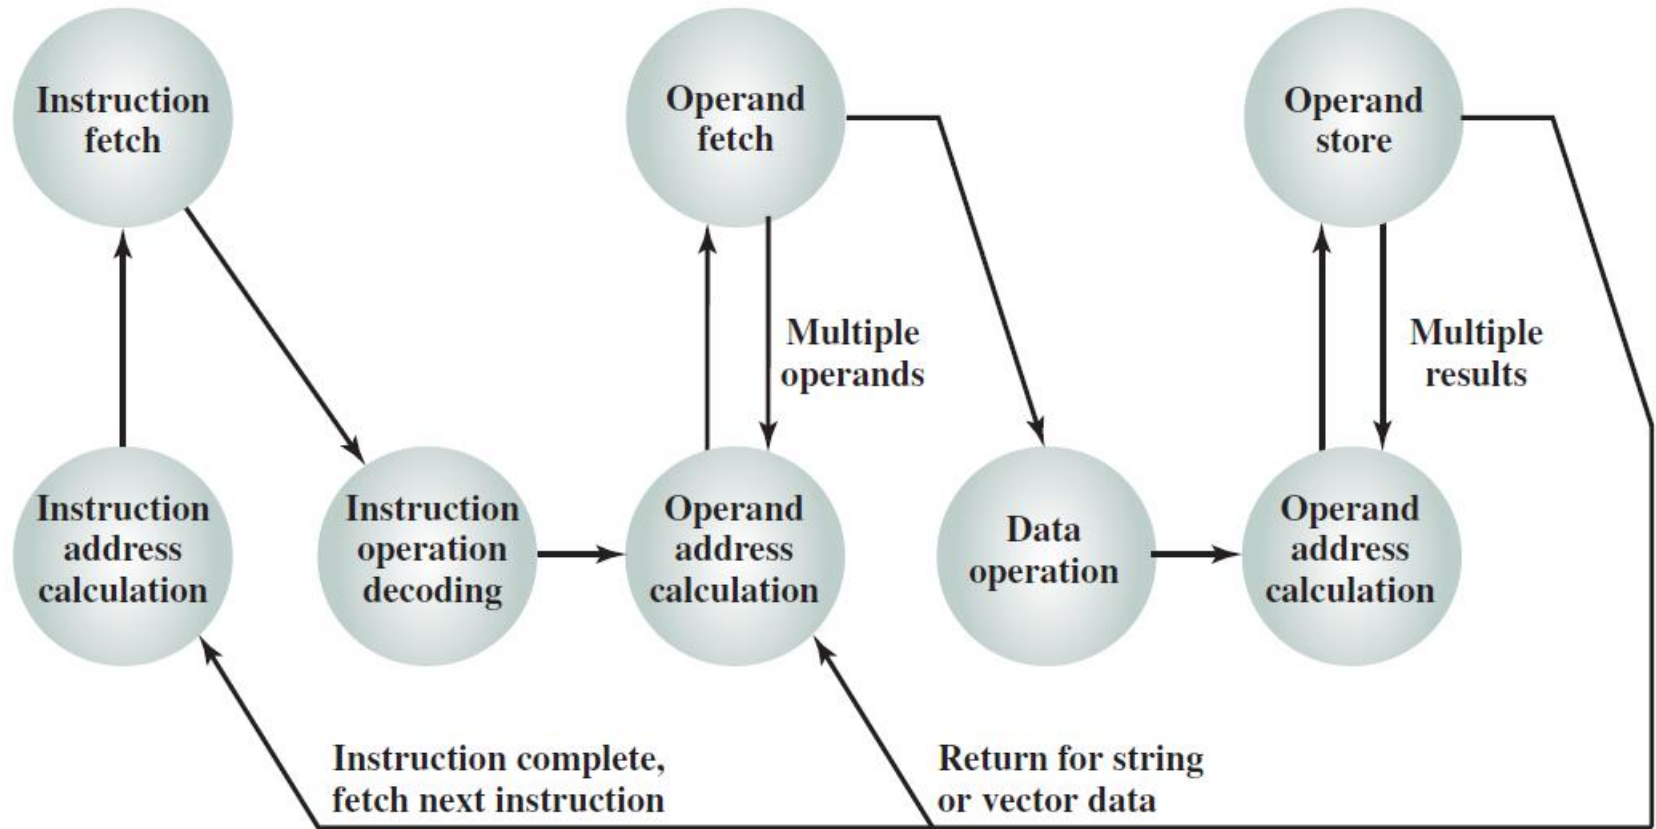 Instruction
fetch
Operand
fetch
Operand
store
Multiple
operands
Multiple
results
Instruction
address
calculation
Instruction
operation
decoding
Operand
address
calculation
Data
operation
Operand
address
calculation
Instruction complete,
fetch next instruction
Return for string
or vector data